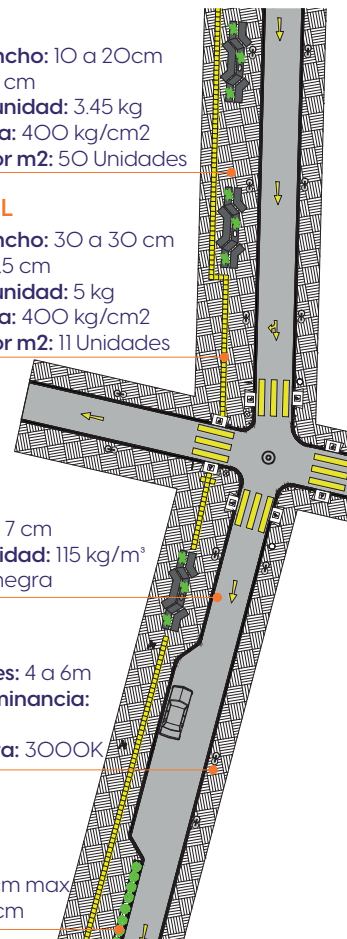 ncho: 10 a 20cm
cm
unidad: 3.45 kg
a: 400 kg/cm2
or m2: 50 Unidades
L
ncho: 30 a 30 cm
5 cm
unidad: 5 kg
a: 400 kg/cm2
or m2: 11 Unidades
7 cm
idad: 115 kg/m³
negra
es: 4 a 6m
minancia:
ra: 3000K
cm max
cm